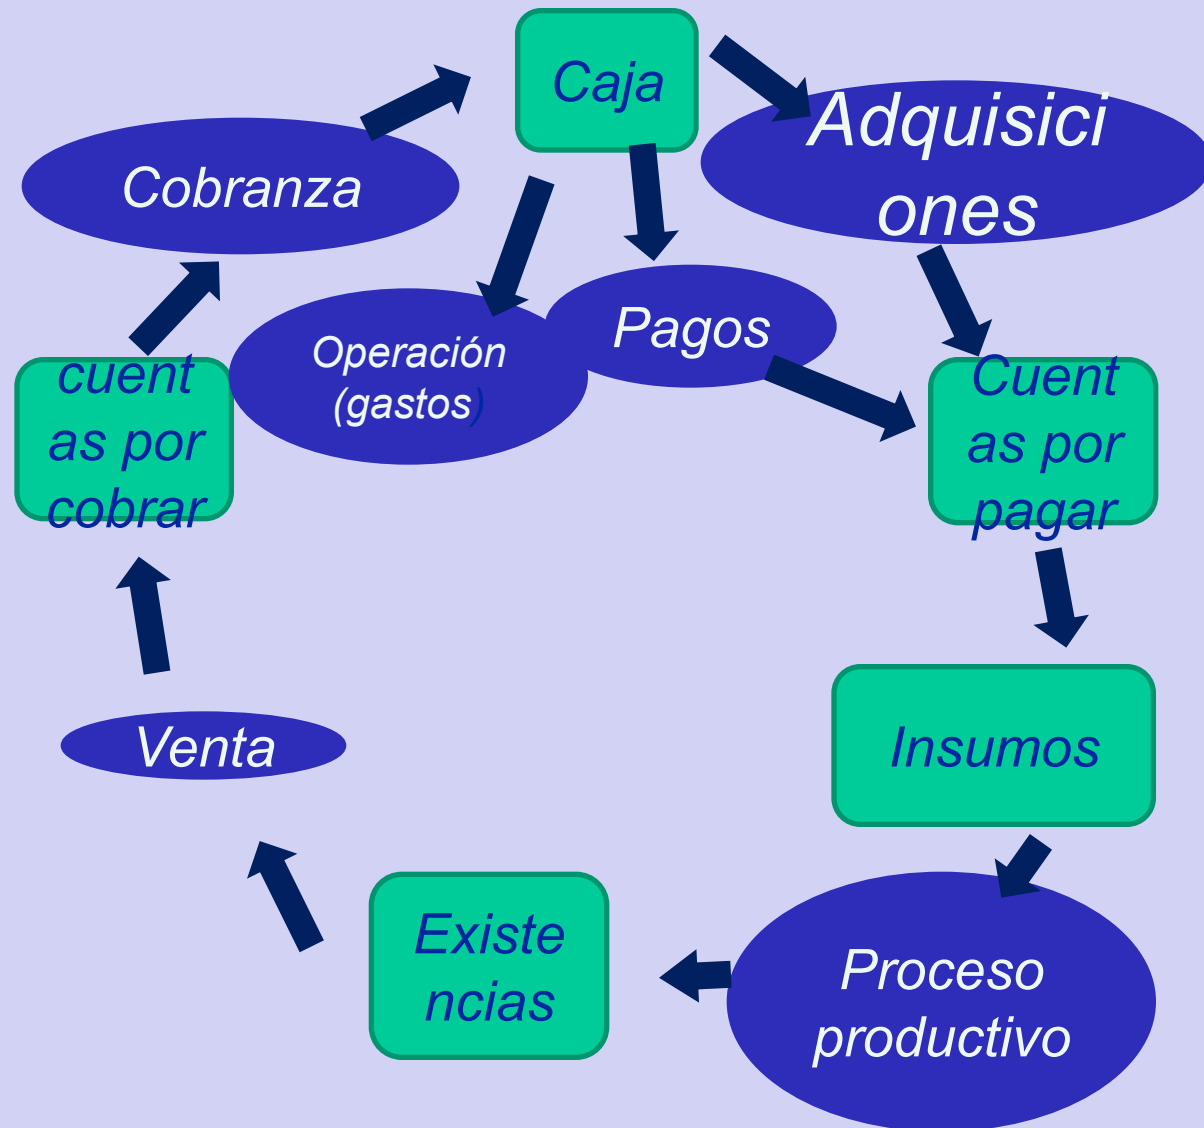 Caja
Adquisici
ones
Cobranza
Operación
(gastos)
Pagos
cuent
as por
cobrar
Cuent
as por
pagar
Venta
Insumos
Existe
ncias
Proceso
productivo